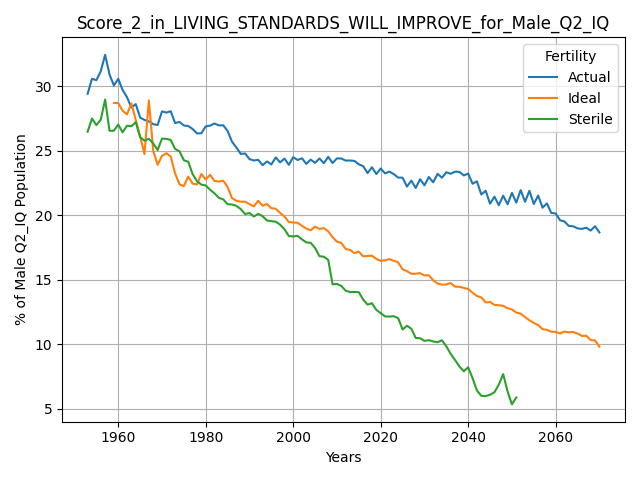 Score_2_in_LIVING_STANDARDS_WILL_IMPROVE_for_Male_Q2_IQ
Fertility
Actual
Ideal
Sterile
% of Male Q2_IQ Population
30
25
20
15
10
5
1960 1980 2000 2020 2040 2060
Years